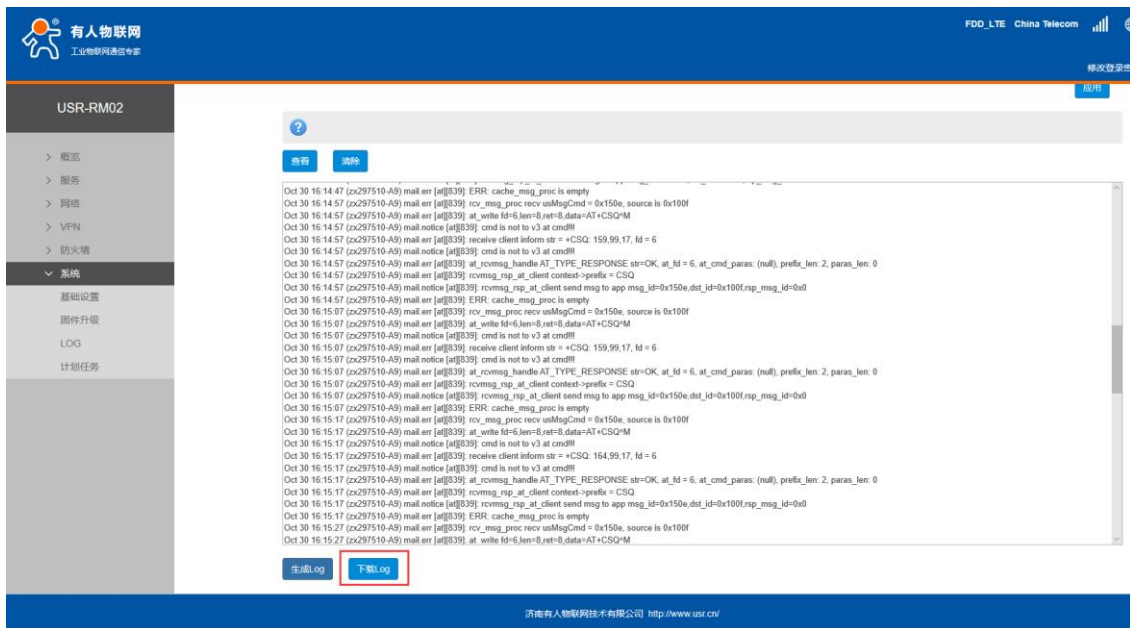 有人物联网
工业物联网通信专家
FDD_LTE China Telecom
修改登录
USR-RM02
应用
> 概览
> 服务
> 网络
> VPN
> 防火墙
系统
基础设置
固件升级
LOG
计划任务
查看 清除
Oct 30 16:14:47 (zx297510-A9) mail.err [at][839]: ERR: cache_msg_proc is empty
Oct 30 16:14:57 (zx297510-A9) mail.err [at][839]: rcv_msg_proc recv usMsgCmd = 0x150e, source is 0x100f
Oct 30 16:14:57 (zx297510-A9) mail.err [at][839]: at_write fd=6,len=8,ret=8,data=AT+CSQ^M
Oct 30 16:14:57 (zx297510-A9) mail.notice [at][839]: cmd is not to v3 at cmd!!!
Oct 30 16:14:57 (zx297510-A9) mail.err [at][839]: receive client inform str = +CSQ: 159,99,17, fd = 6
Oct 30 16:14:57 (zx297510-A9) mail.notice [at][839]: cmd is not to v3 at cmd!!!
Oct 30 16:14:57 (zx297510-A9) mail.err [at][839]: at_rcvmsg_handle AT_TYPE_RESPONSE str=OK, at_fd = 6, at_cmd_paras: (null), prefix_len: 2, paras_len: 0
Oct 30 16:14:57 (zx297510-A9) mail.err [at][839]: rcvmsg_rsp_at_client context->prefix = CSQ
Oct 30 16:14:57 (zx297510-A9) mail.notice [at][839]: rcvmsg_rsp_at_client send msg to app msg_id=0x150e,dst_id=0x100f,rsp_msg_id=0x0
Oct 30 16:14:57 (zx297510-A9) mail.err [at][839]: ERR: cache_msg_proc is empty
Oct 30 16:15:07 (zx297510-A9) mail.err [at][839]: rcv_msg_proc recv usMsgCmd = 0x150e, source is 0x100f
Oct 30 16:15:07 (zx297510-A9) mail.err [at][839]: at_write fd=6,len=8,ret=8,data=AT+CSQ^M
Oct 30 16:15:07 (zx297510-A9) mail.notice [at][839]: cmd is not to v3 at cmd!!!
Oct 30 16:15:07 (zx297510-A9) mail.err [at][839]: receive client inform str = +CSQ: 159,99,17, fd = 6
Oct 30 16:15:07 (zx297510-A9) mail.notice [at][839]: cmd is not to v3 at cmd!!!
Oct 30 16:15:07 (zx297510-A9) mail.err [at][839]: at_rcvmsg_handle AT_TYPE_RESPONSE str=OK, at_fd = 6, at_cmd_paras: (null), prefix_len: 2, paras_len: 0
Oct 30 16:15:07 (zx297510-A9) mail.err [at][839]: rcvmsg_rsp_at_client context->prefix = CSQ
Oct 30 16:15:07 (zx297510-A9) mail.notice [at][839]: rcvmsg_rsp_at_client send msg to app msg_id=0x150e,dst_id=0x100f,rsp_msg_id=0x0
Oct 30 16:15:07 (zx297510-A9) mail.err [at][839]: ERR: cache_msg_proc is empty
Oct 30 16:15:17 (zx297510-A9) mail.err [at][839]: rcv_msg_proc recv usMsgCmd = 0x150e, source is 0x100f
Oct 30 16:15:17 (zx297510-A9) mail.err [at][839]: at_write fd=6,len=8,ret=8,data=AT+CSQ^M
Oct 30 16:15:17 (zx297510-A9) mail.notice [at][839]: cmd is not to v3 at cmd!!!
Oct 30 16:15:17 (zx297510-A9) mail.err [at][839]: receive client inform str = +CSQ: 164,99,17, fd = 6
Oct 30 16:15:17 (zx297510-A9) mail.notice [at][839]: cmd is not to v3 at cmd!!!
Oct 30 16:15:17 (zx297510-A9) mail.err [at][839]: at_rcvmsg_handle AT_TYPE_RESPONSE str=OK, at_fd = 6, at_cmd_paras: (null), prefix_len: 2, paras_len: 0
Oct 30 16:15:17 (zx297510-A9) mail.err [at][839]: rcvmsg_rsp_at_client context->prefix = CSQ
Oct 30 16:15:17 (zx297510-A9) mail.notice [at][839]: rcvmsg_rsp_at_client send msg to app msg_id=0x150e,dst_id=0x100f,rsp_msg_id=0x0
Oct 30 16:15:17 (zx297510-A9) mail.err [at][839]: ERR: cache_msg_proc is empty
Oct 30 16:15:27 (zx297510-A9) mail.err [at][839]: rcv_msg_proc recv usMsgCmd = 0x150e, source is 0x100f
Oct 30 16:15:27 (zx297510-A9) mail.err [at][839]: at_write fd=6,len=8,ret=8,data=AT+CSQ^M
生成Log 下载Log
济南有人物联网技术有限公司 http://www.usr.cn/